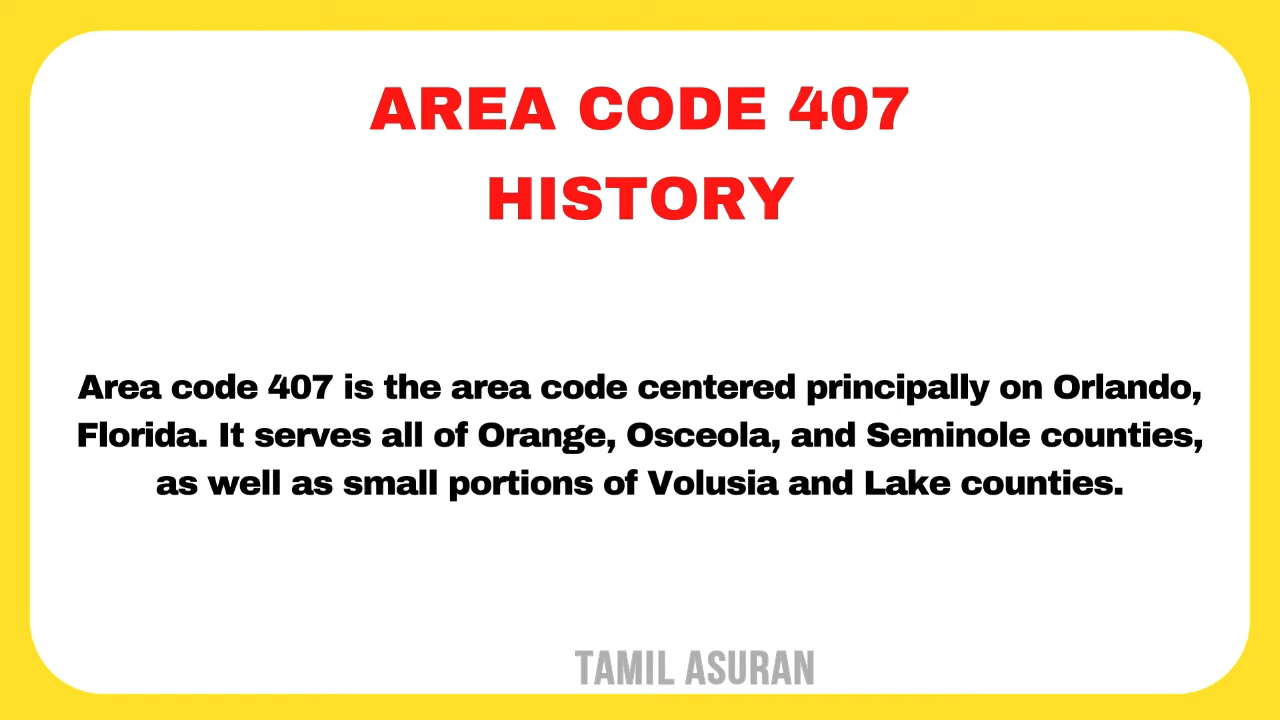 AREA CODE 407
HISTORY
Area code 407 is the area code centered principally on Orlando,
Florida. It serves all of Orange, Osceola, and Seminole counties,
as well as small portions of Volusia and Lake counties.
TAMIL ASURAN